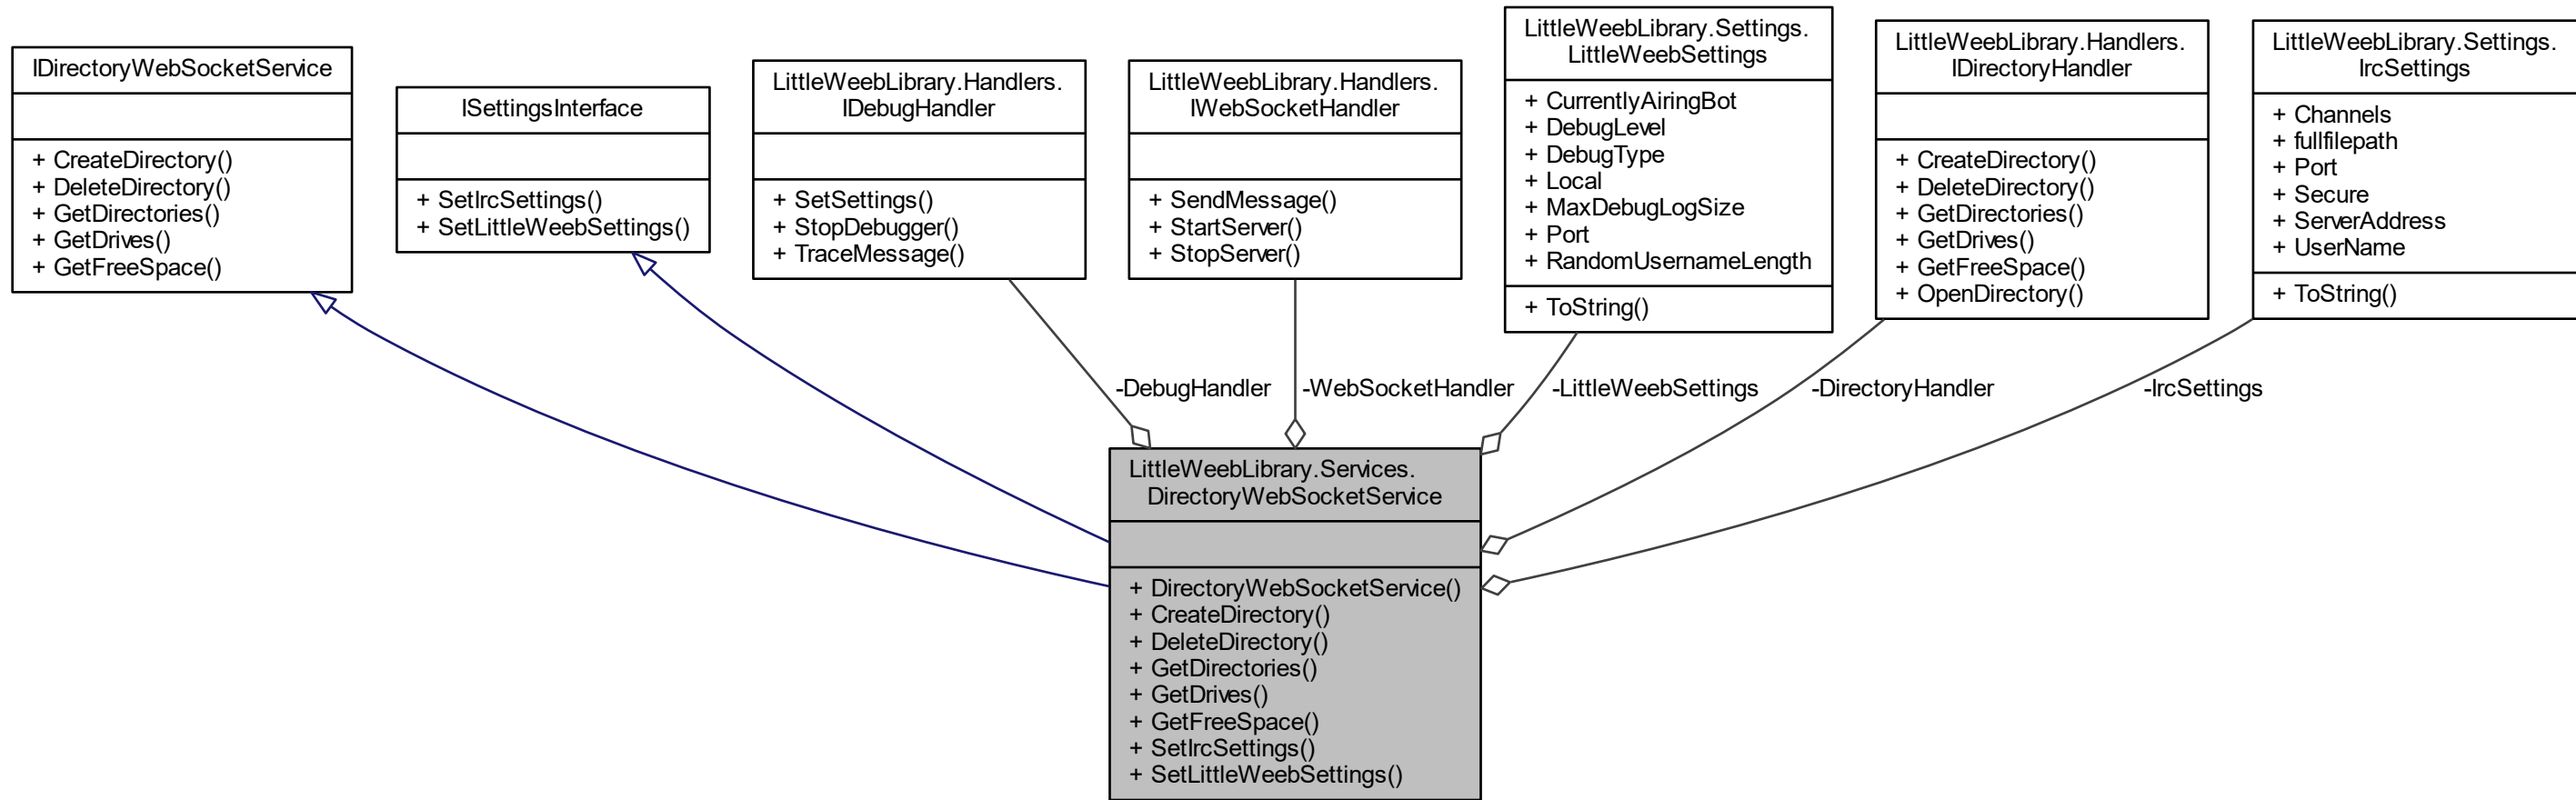 IDirectoryWebSocketService
+ CreateDirectory()
+ DeleteDirectory()
+ GetDirectories()
+ GetDrives()
+ GetFreeSpace()
ISettingsInterface
+ SetIrcSettings()
+ SetLittleWeebSettings()
LittleWeebLibrary.Handlers.
IDebugHandler
+ SetSettings()
+ StopDebugger()
+ TraceMessage()
LittleWeebLibrary.Handlers.
IWebSocketHandler
+ SendMessage()
+ StartServer()
+ StopServer()
LittleWeebLibrary.Settings.
LittleWeebSettings
+ CurrentlyAiringBot
+ DebugLevel
+ DebugType
+ Local
+ MaxDebugLogSize
+ Port
+ RandomUsernameLength
+ ToString()
LittleWeebLibrary.Handlers.
IDirectoryHandler
+ CreateDirectory()
+ DeleteDirectory()
+ GetDirectories()
+ GetDrives()
+ GetFreeSpace()
+ OpenDirectory()
LittleWeebLibrary.Settings.
IrcSettings
+ Channels
+ fullfilepath
+ Port
+ Secure
+ ServerAddress
+ UserName
+ ToString()
-DebugHandler
-WebSocketHandler
-LittleWeebSettings
-DirectoryHandler
-IrcSettings
LittleWeebLibrary.Services.
DirectoryWebSocketService
+ DirectoryWebSocketService()
+ CreateDirectory()
+ DeleteDirectory()
+ GetDirectories()
+ GetDrives()
+ GetFreeSpace()
+ SetIrcSettings()
+ SetLittleWeebSettings()